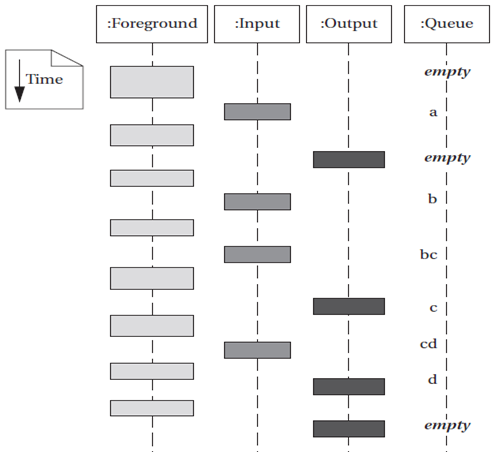 :Foreground :Input :Output :Queue
Time
empty
a
empty
b
bc
c
cd
d
empty